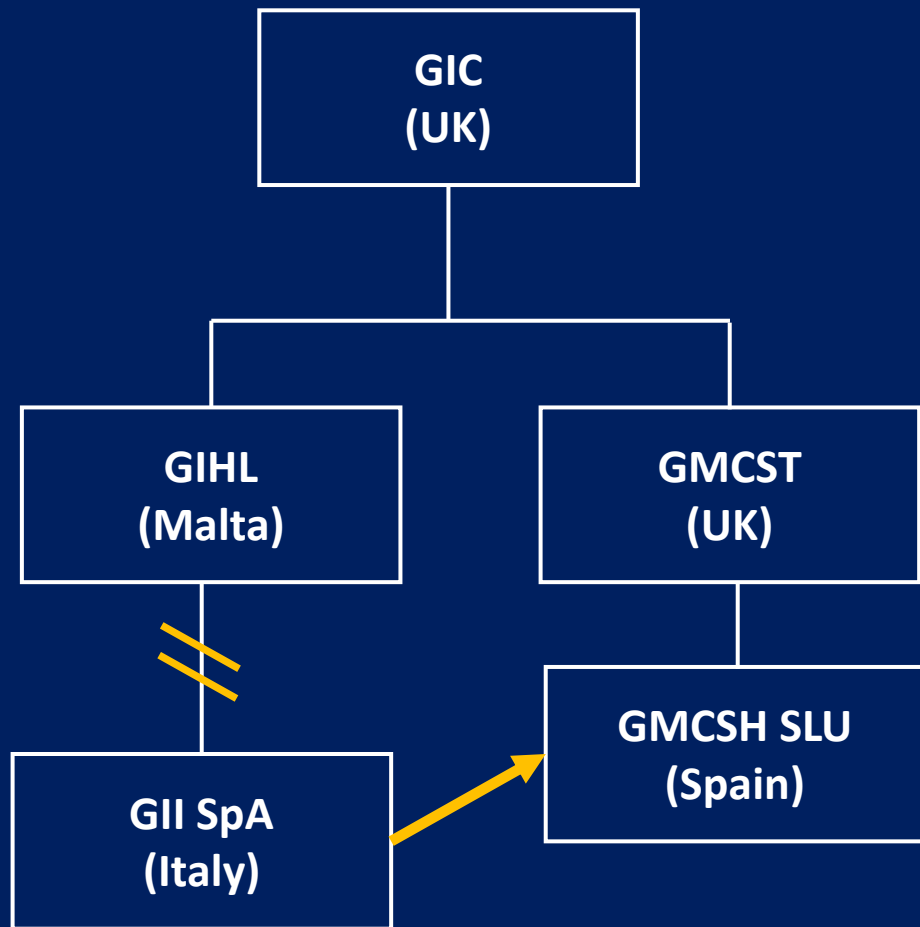 GIC
(UK)
GIHL
(Malta)
GMCST
(UK)
GMCSH SLU
(Spain)
GII SpA
(Italy)